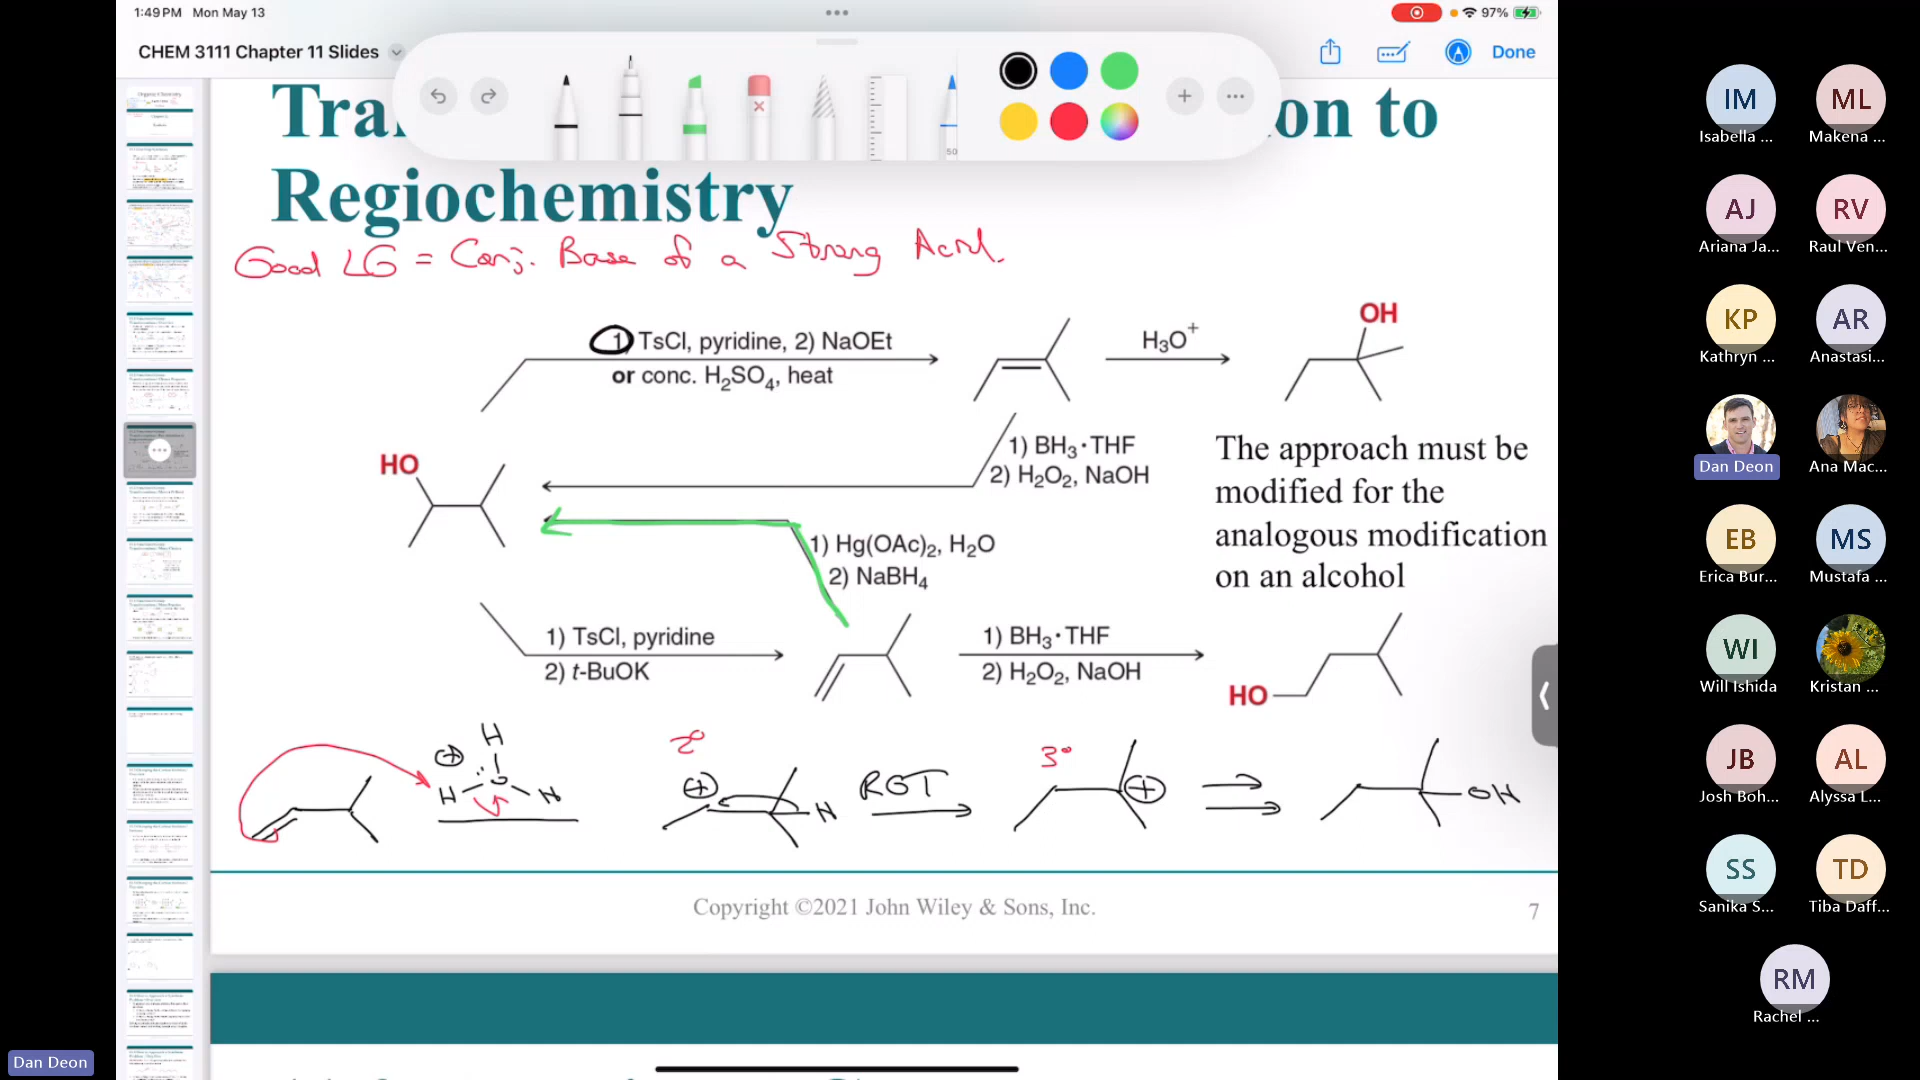 1:49 PM Mon May 13
97%
CHEM 3111 Chapter 11 Slides
Done
50
Tra
on to
Regiochemistry
Good LG = Conj. Base of a Strong Acid.
OH
1) TsCl, pyridine, 2) NaOEt
or conc. H₂SO₄, heat
H₃O⁺
HO
1) BH₃·THF
2) H₂O₂, NaOH
The approach must be
modified for the
analogous modification
on an alcohol
1) Hg(OAc)₂, H₂O
2) NaBH₄
1) TsCl, pyridine
2) t-BuOK
1) BH₃·THF
2) H₂O₂, NaOH
HO
H
⊕
H
O
H
2°
⊕
H
3°
⊕
OH
Copyright ©2021 John Wiley & Sons, Inc.
7
IM
Isabella ...
ML
Makena ...
AJ
Ariana Ja...
RV
Raul Ven...
KP
Kathryn ...
AR
Anastasi...
Dan Deon
Ana Mac...
EB
Erica Bur...
MS
Mustafa ...
WI
Will Ishida
Kristan ...
JB
Josh Boh...
AL
Alyssa L...
SS
Sanika S...
TD
Tiba Daff...
RM
Rachel ...
Dan Deon